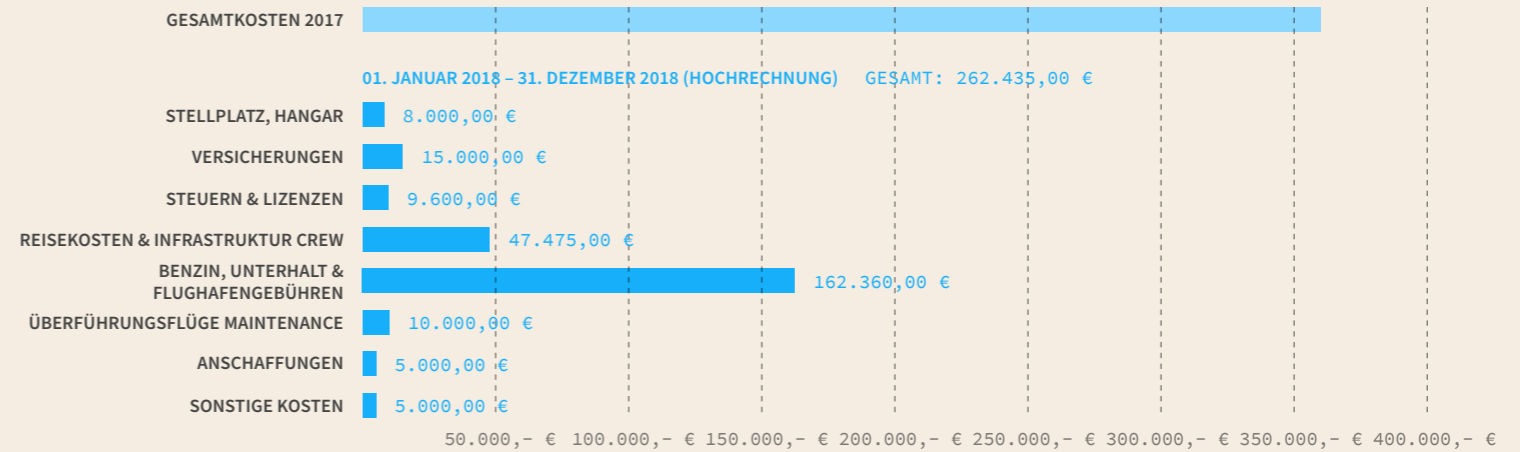 GESAMTKOSTEN 2017
01. JANUAR 2018 – 31. DEZEMBER 2018 (HOCHRECHNUNG) GESAMT: 262.435,00 €
STELLPLATZ, HANGAR 8.000,00 €
VERSICHERUNGEN 15.000,00 €
STEUERN & LIZENZEN 9.600,00 €
REISEKOSTEN & INFRASTRUKTUR CREW 47.475,00 €
BENZIN, UNTERHALT &
FLUGHAFENGEBÜHREN 162.360,00 €
ÜBERFÜHRUNGSFLÜGE MAINTENANCE 10.000,00 €
ANSCHAFFUNGEN 5.000,00 €
SONSTIGE KOSTEN 5.000,00 €
50.000,- € 100.000,- € 150.000,- € 200.000,- € 250.000,- € 300.000,- € 350.000,- € 400.000,- €